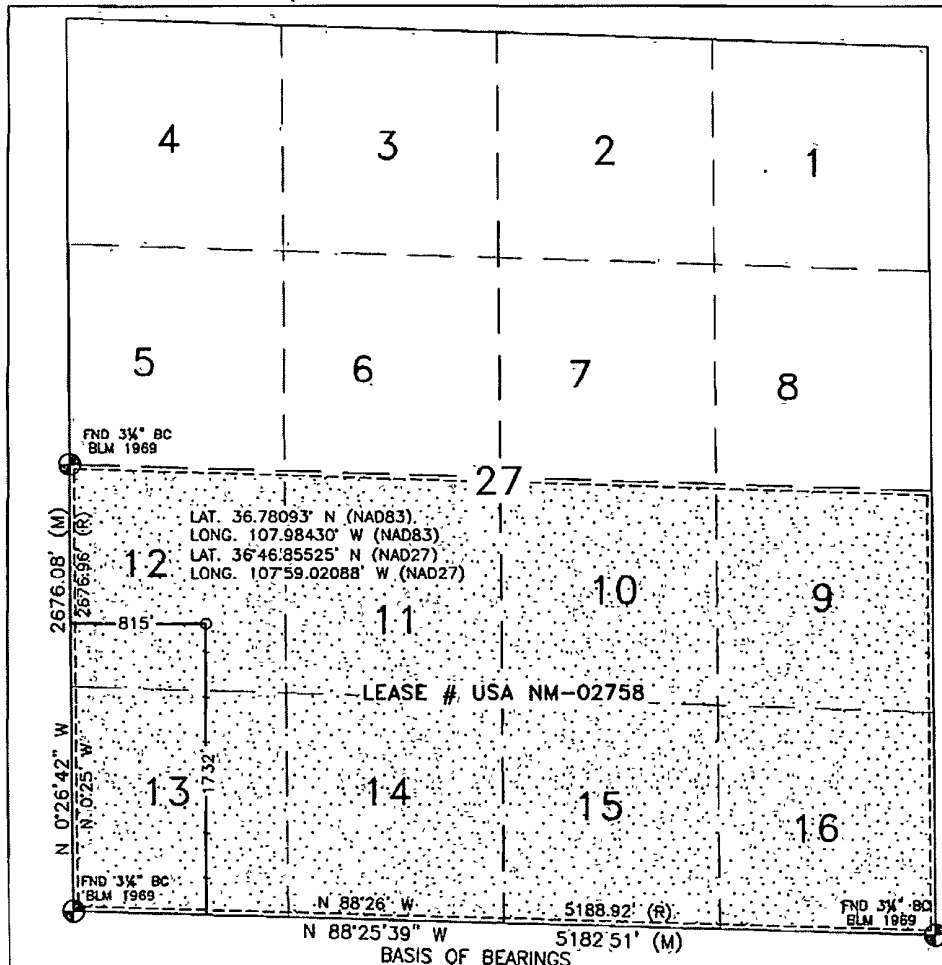 4
3
2
1
5
6
7
8
FND 3¼" BC
BLM 1969
27
LAT. 36.78093° N (NAD83).
LONG. 107.98430° W (NAD83)
LAT. 36°46.85525' N (NAD27)
LONG. 107°59.02088' W (NAD27)
12
11
10
9
2676.08' (M)
2676.96' (R)
815'
LEASE # USA NM-02758
1732'
N 0°26'42" W
N 0°25' W
13
14
15
16
FND 3¼" BC
BLM 1969
N 88°26' W
5188.92' (R)
FND 3¼" BC
BLM 1969
N 88°25'39" W
5182.51' (M)
BASIS OF BEARINGS